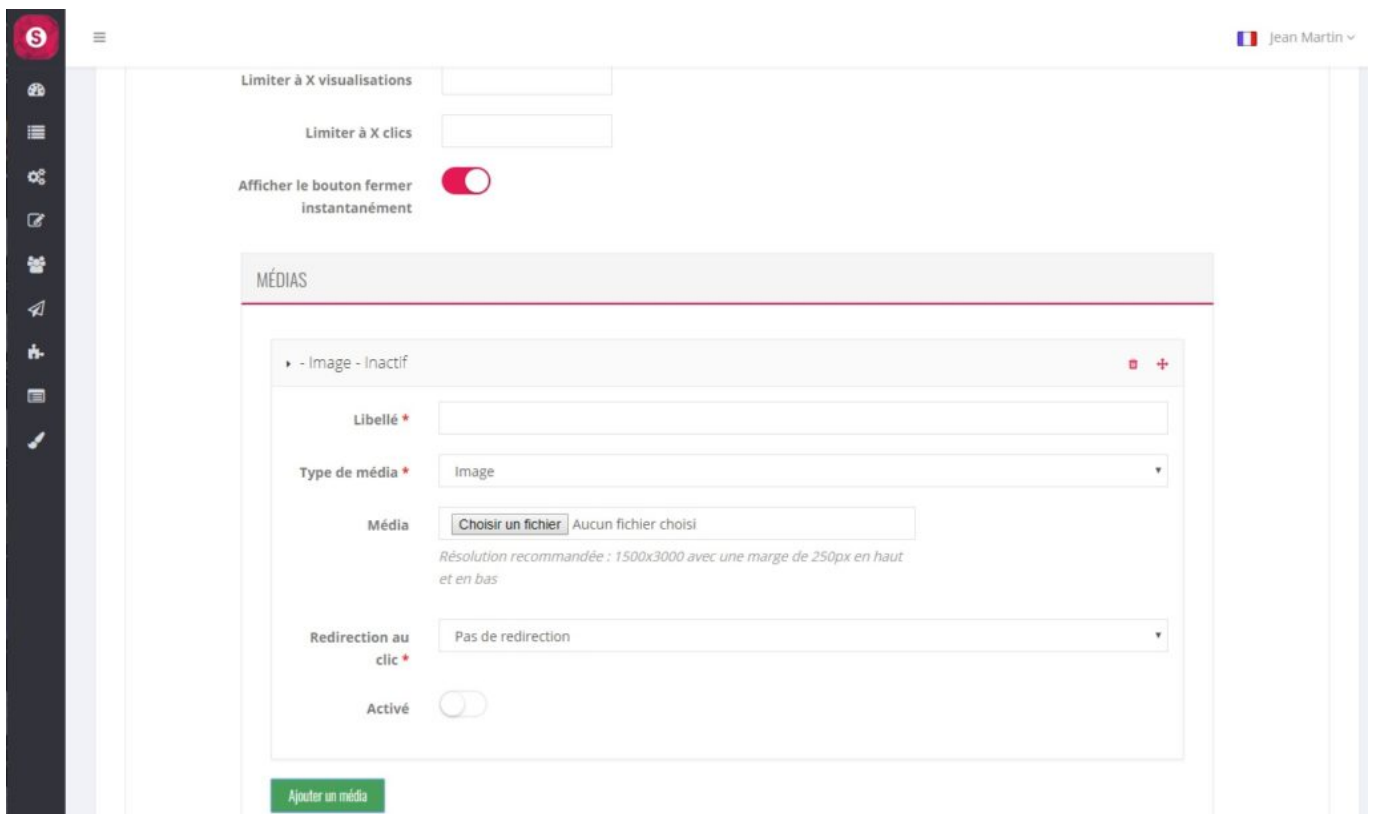 S
Jean Martin
Limiter à X visualisations
Limiter à X clics
Afficher le bouton fermer
instantanément
MÉDIAS
- Image - Inactif
Libellé *
Type de média * Image
Média Choisir un fichier Aucun fichier choisi
Résolution recommandée : 1500x3000 avec une marge de 250px en haut
et en bas
Redirection au Pas de redirection
clic *
Activé
Ajouter un média